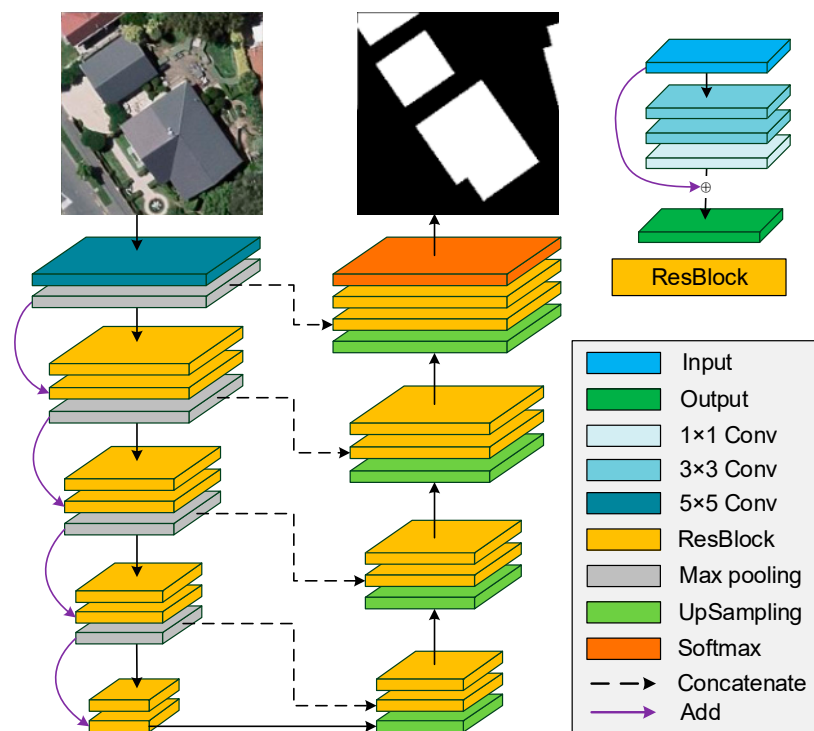 ResBlock
Input
Output
1×1 Conv
3×3 Conv
5×5 Conv
ResBlock
Max pooling
UpSampling
Softmax
Concatenate
Add